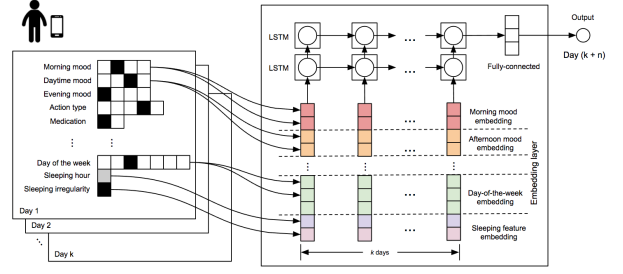 Morning mood
Daytime mood
Evening mood
Action type
Medication
Day of the week
Sleeping hour
Sleeping irregularity
Day 1
Day 2
Day k
LSTM
LSTM
...
...
Fully-connected
Output
Day (k + n)
Morning mood
embedding
Afternoon mood
embedding
Day-of-the-week
embedding
Sleeping feature
embedding
Embedding layer
k days